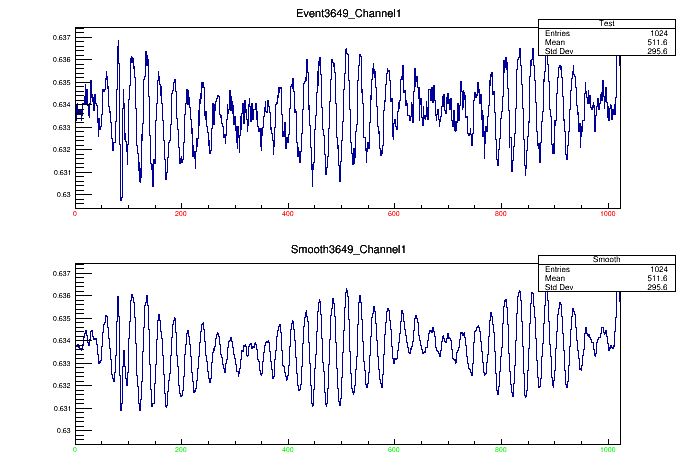 Event3649_Channel1
Test
Entries 1024
Mean 511.6
Std Dev 295.6
0.637
0.636
0.635
0.634
0.633
0.632
0.631
0.63
0 200 400 600 800 1000
Smooth3649_Channel1
Smooth
Entries 1024
Mean 511.6
Std Dev 295.6
0.637
0.636
0.635
0.634
0.633
0.632
0.631
0.63
0 200 400 600 800 1000